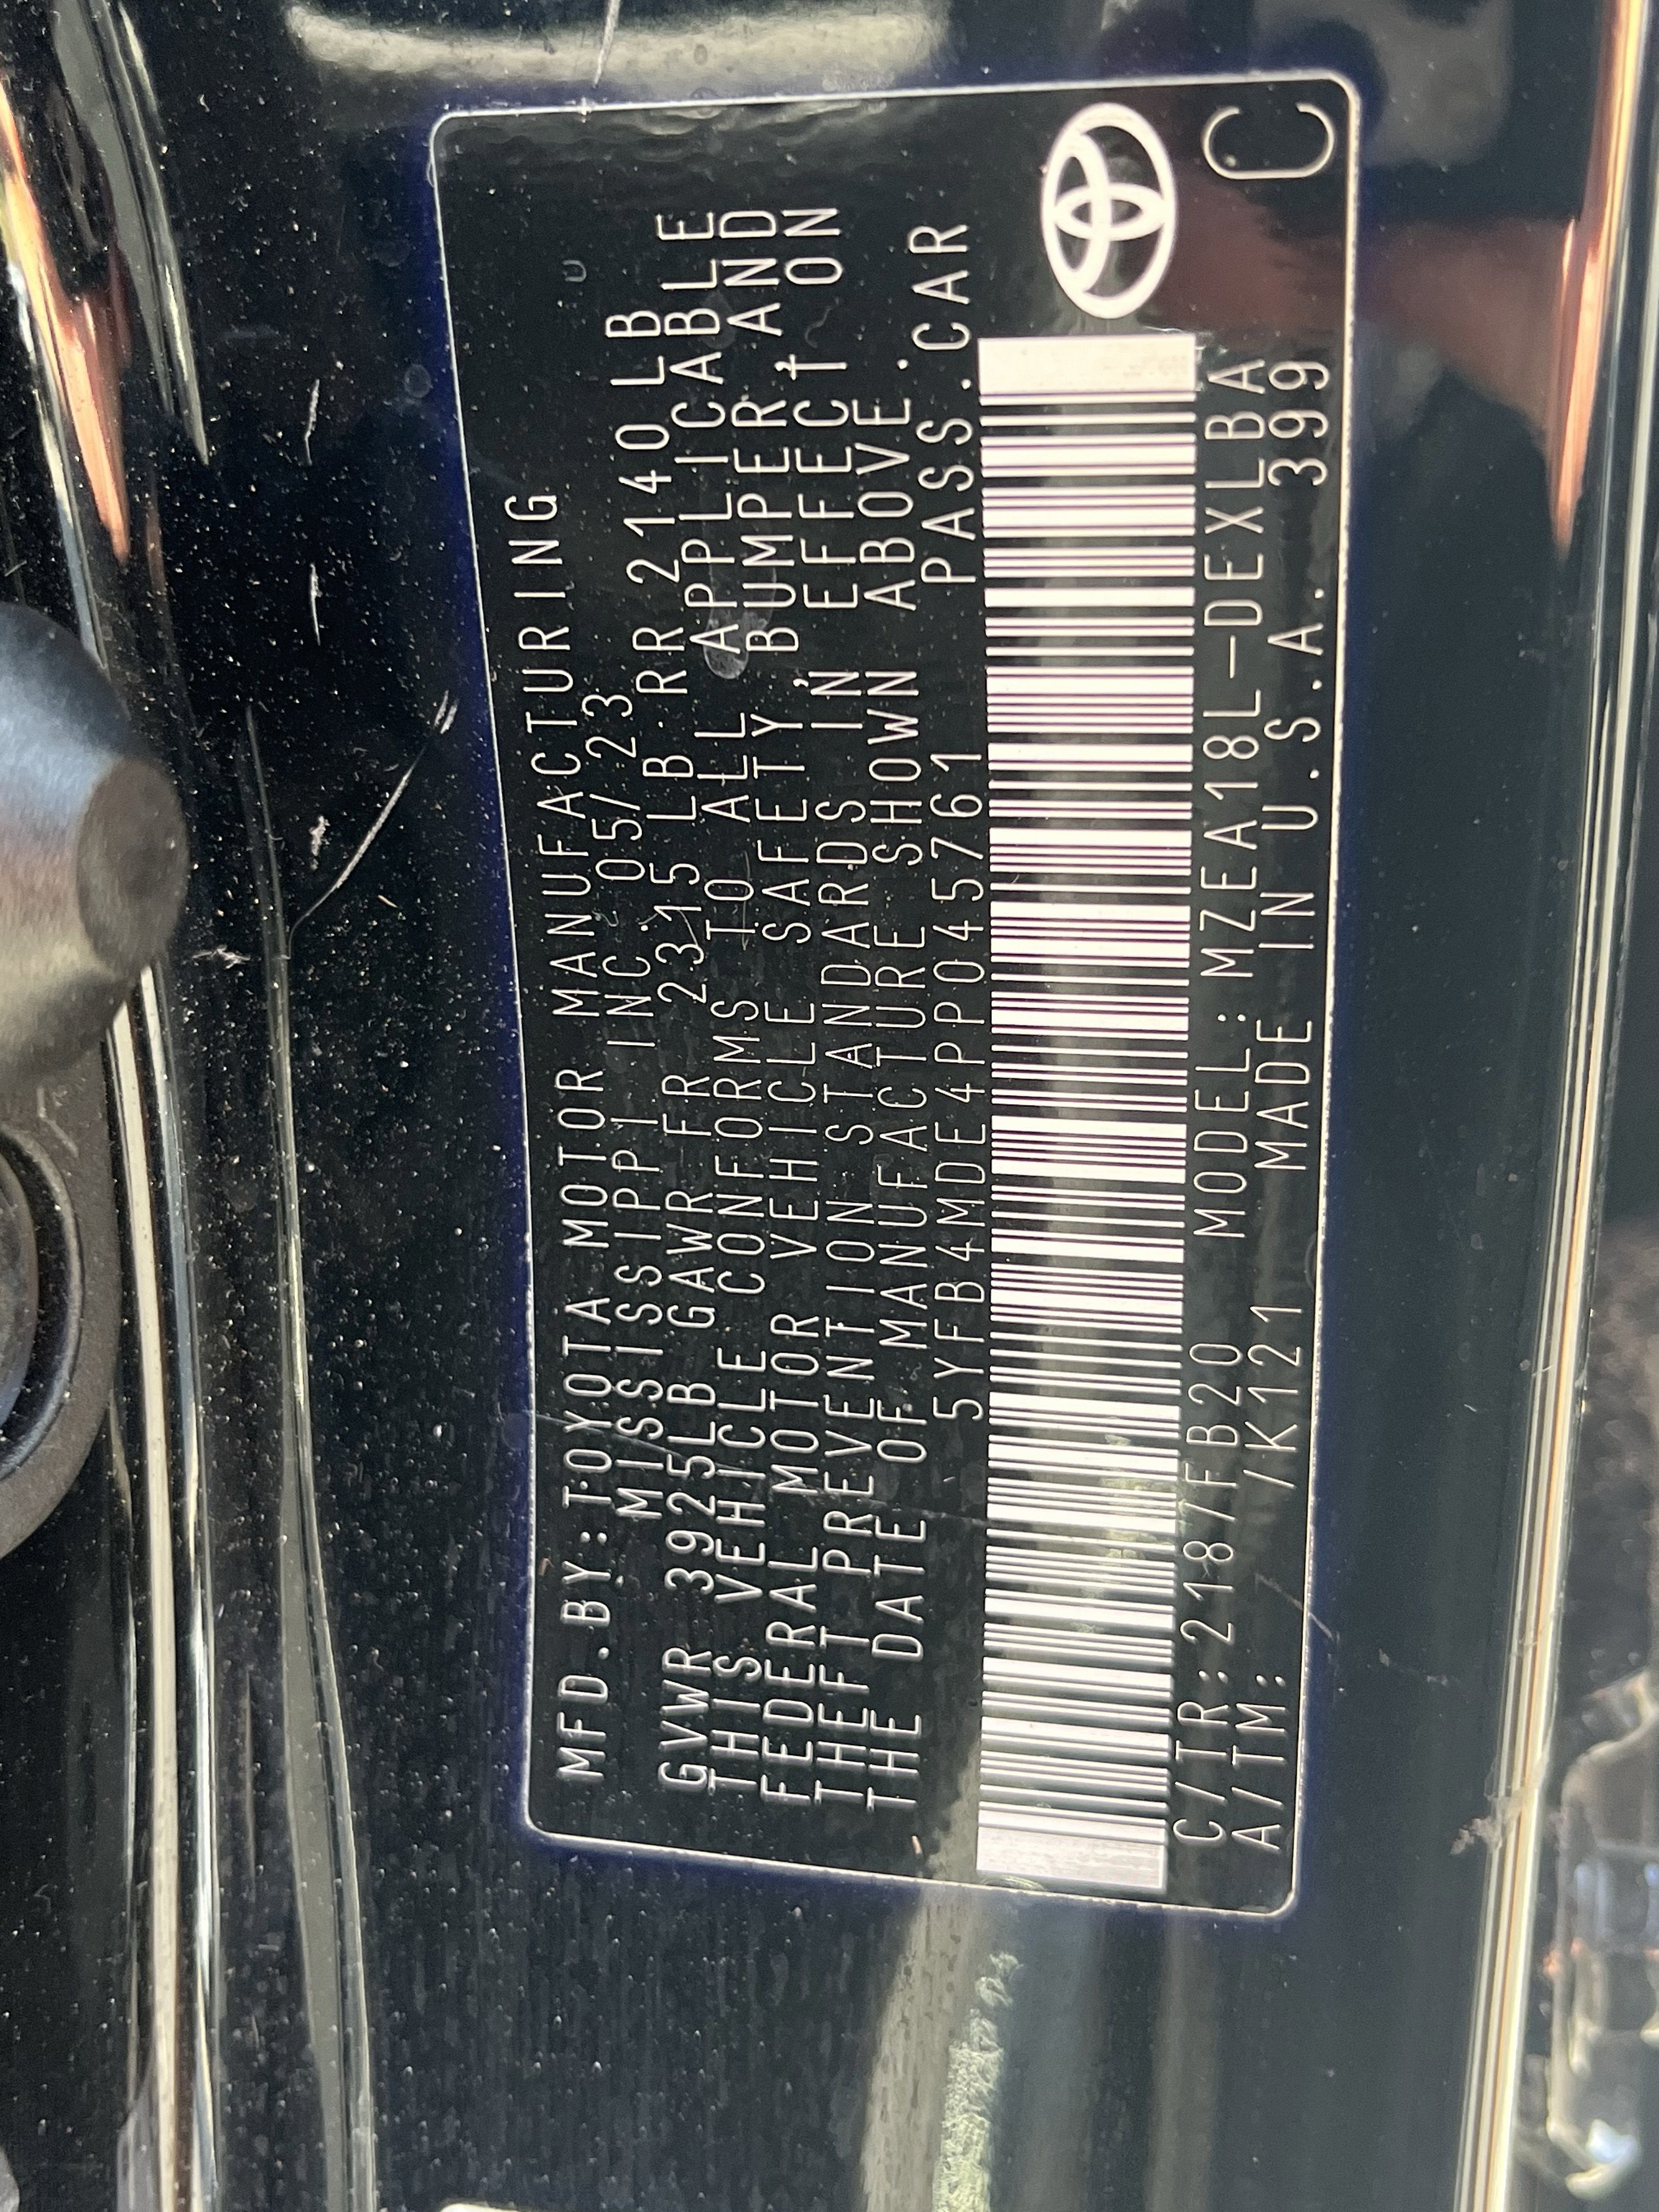 MFD.BY:TOYOTA MOTOR MANUFACTURING
MISSISSIPPI INC. 05/23
GVWR 3925LB GAWR FR 2315 LB RR 2140 LB
THIS VEHICLE CONFORMS TO ALL APPLICABLE
FEDERAL MOTOR VEHICLE SAFETY, BUMPER, AND
THEFT PREVENTION STANDARDS IN EFFECT ON
THE DATE OF MANUFACTURE SHOWN ABOVE.
5YFB4MDE4PP045761 PASS.CAR
C/TR:218/FB20 MODEL:MZEA18L-DEXLBA
A/TM: /K121 MADE IN U.S.A. 399
C